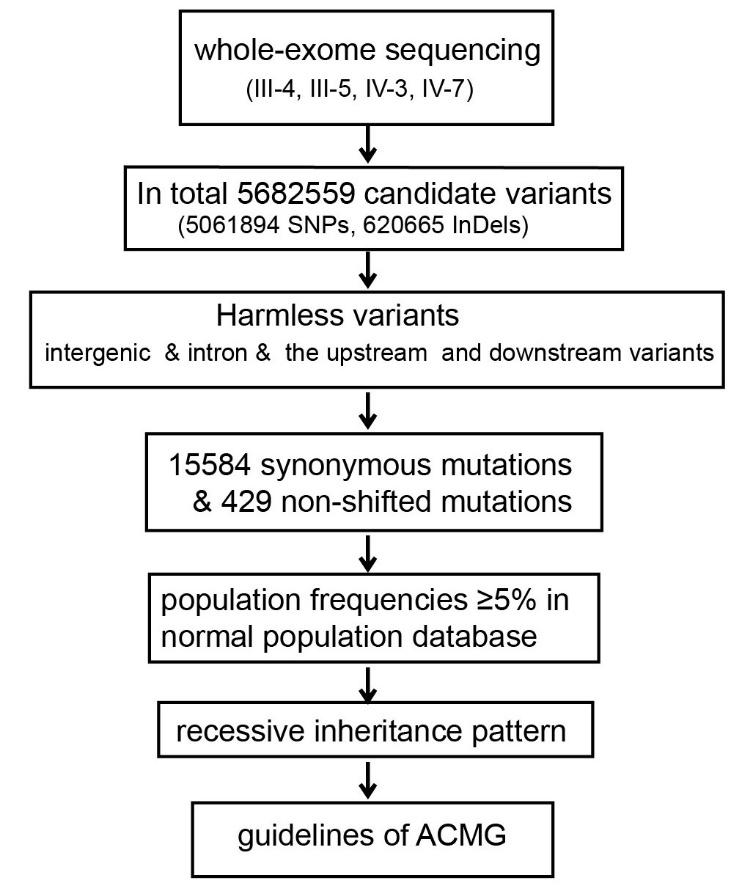 whole-exome sequencing
(III-4, III-5, IV-3, IV-7)
In total 5682559 candidate variants
(5061894 SNPs, 620665 InDels)
Harmless variants
intergenic & intron & the upstream and downstream variants
15584 synonymous mutations
& 429 non-shifted mutations
population frequencies ≥5% in
normal population database
recessive inheritance pattern
guidelines of ACMG